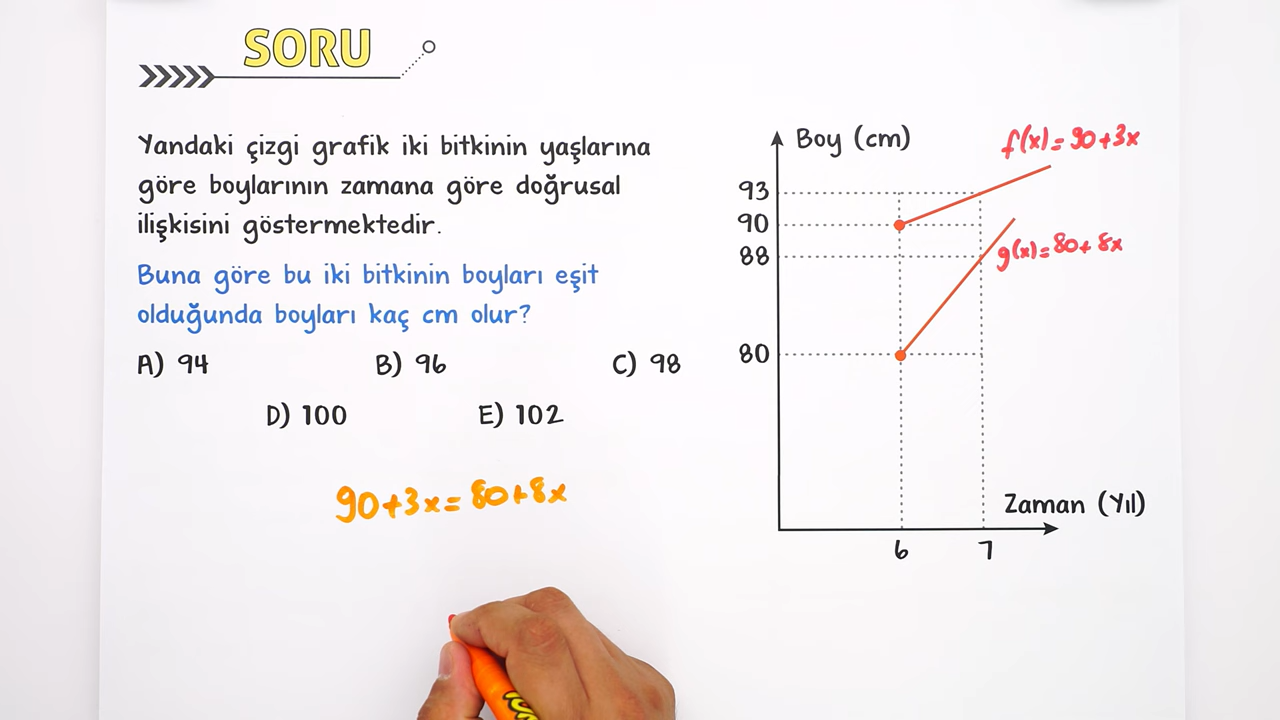 SORU
Yandaki çizgi grafik iki bitkinin yaşlarına
göre boylarının zamana göre doğrusal
ilişkisini göstermektedir.
Buna göre bu iki bitkinin boyları eşit
olduğunda boyları kaç cm olur?
A) 94 B) 96 C) 98
D) 100 E) 102
90+3x=80+8x
Boy (cm)
f(x)=90+3x
93
90
88
g(x)=80+8x
80
Zaman (Yıl)
6 7